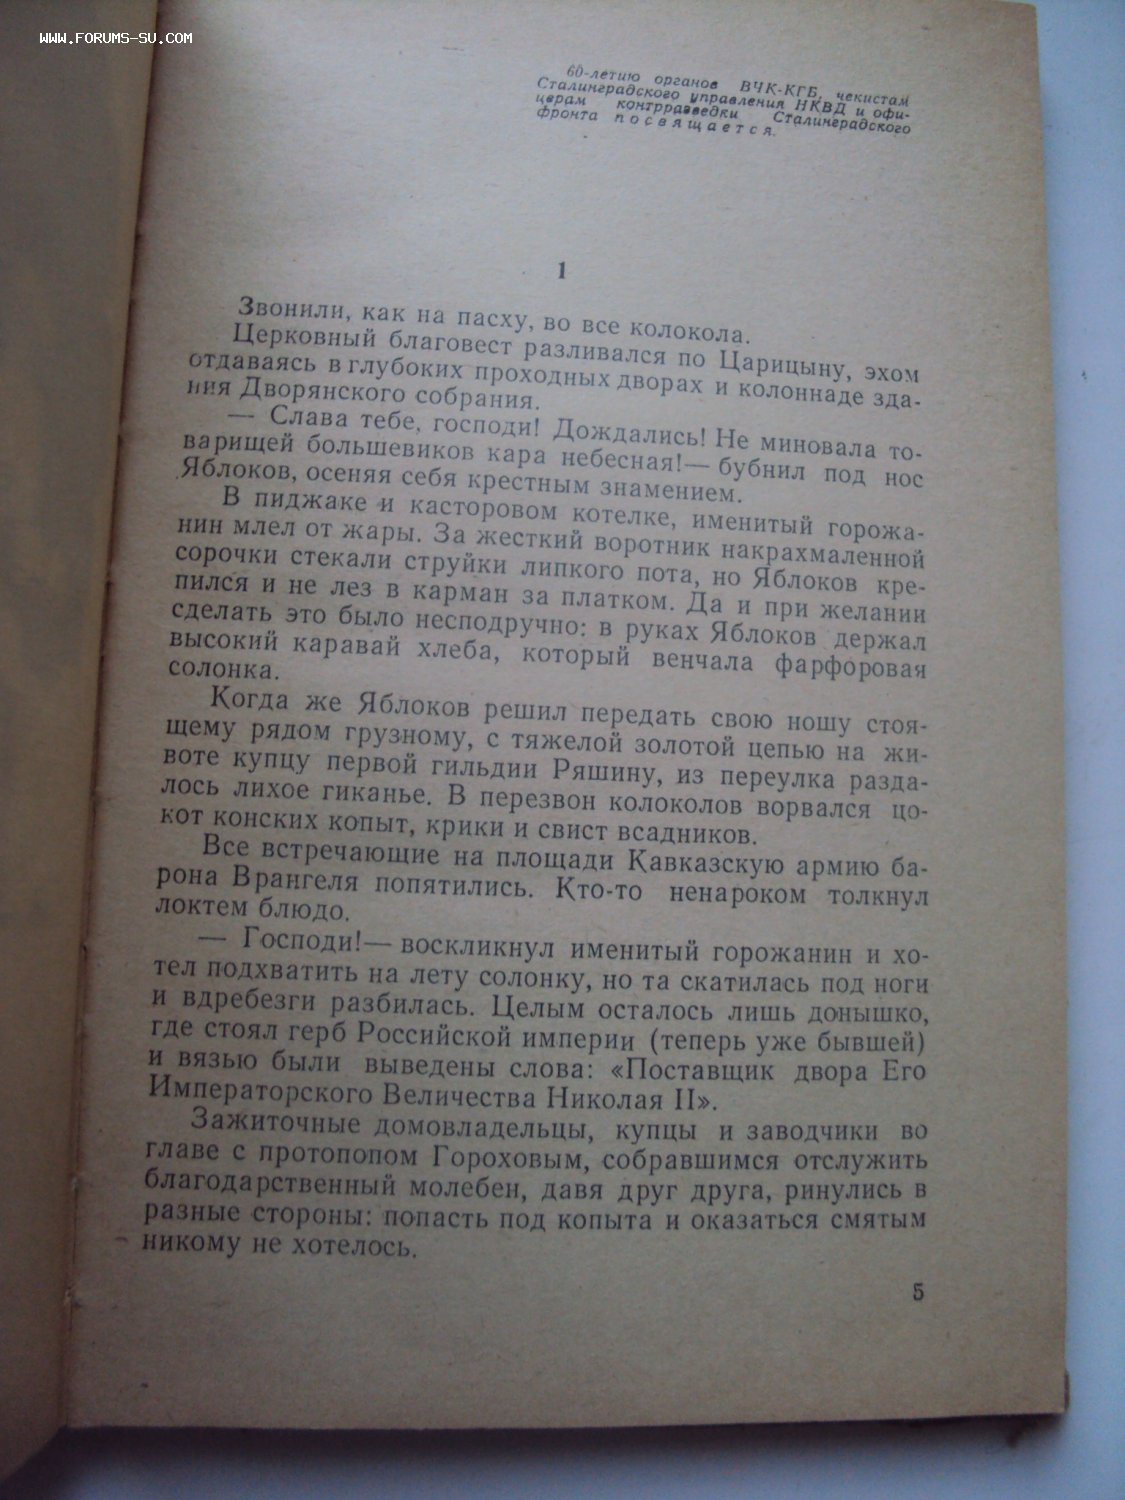 WWW.FORUMS-SU.COM
60-летию органов ВЧК-КГБ, чекистам
Сталинградского управления НКВД и офи-
церам контрразведки Сталинградского
фронта посвящается.
1
Звонили, как на пасху, во все колокола.
Церковный благовест разливался по Царицыну, эхом
отдаваясь в глубоких проходных дворах и колоннаде зда-
ния Дворянского собрания.
— Слава тебе, господи! Дождались! Не миновала то-
варищей большевиков кара небесная! — бубнил под нос
Яблоков, осеняя себя крестным знамением.
В пиджаке и касторовом котелке, именитый горожа-
нин млел от жары. За жесткий воротник накрахмаленной
сорочки стекали струйки липкого пота, но Яблоков кре-
пился и не лез в карман за платком. Да и при желании
сделать это было несподручно: в руках Яблоков держал
высокий каравай хлеба, который венчала фарфоровая
солонка.
Когда же Яблоков решил передать свою ношу стоя-
щему рядом грузному, с тяжелой золотой цепью на жи-
воте купцу первой гильдии Ряшину, из переулка разда-
лось лихое гиканье. В перезвон колоколов ворвался цо-
кот конских копыт, крики и свист всадников.
Все встречающие на площади Кавказскую армию ба-
рона Врангеля попятились. Кто-то ненароком толкнул
локтем блюдо.
— Господи! — воскликнул именитый горожанин и хо-
тел подхватить на лету солонку, но та скатилась под ноги
и вдребезги разбилась. Целым осталось лишь донышко,
где стоял герб Российской империи (теперь уже бывшей)
и вязью были выведены слова: «Поставщик двора Его
Императорского Величества Николая II».
Зажиточные домовладельцы, купцы и заводчики во
главе с протопопом Гороховым, собравшимся отслужить
благодарственный молебен, давя друг друга, ринулись в
разные стороны: попасть под копыта и оказаться смятым
никому не хотелось.
5